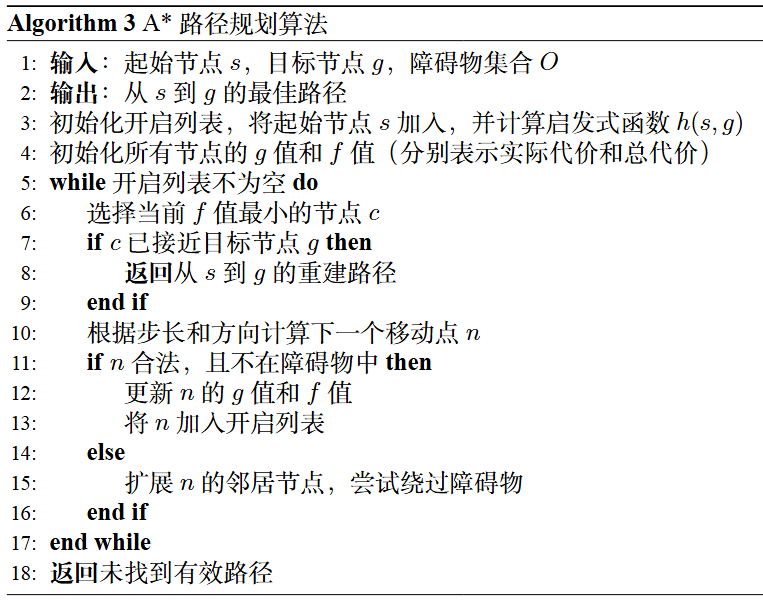 Algorithm 3 A* 路径规划算法
1: 输入：起始节点 s，目标节点 g，障碍物集合 O
2: 输出：从 s 到 g 的最佳路径
3: 初始化开启列表，将起始节点 s 加入，并计算启发式函数 h(s, g)
4: 初始化所有节点的 g 值和 f 值（分别表示实际代价和总代价）
5: while 开启列表不为空 do
6: 选择当前 f 值最小的节点 c
7: if c 已接近目标节点 g then
8: 返回从 s 到 g 的重建路径
9: end if
10: 根据步长和方向计算下一个移动点 n
11: if n 合法，且不在障碍物中 then
12: 更新 n 的 g 值和 f 值
13: 将 n 加入开启列表
14: else
15: 扩展 n 的邻居节点，尝试绕过障碍物
16: end if
17: end while
18: 返回未找到有效路径